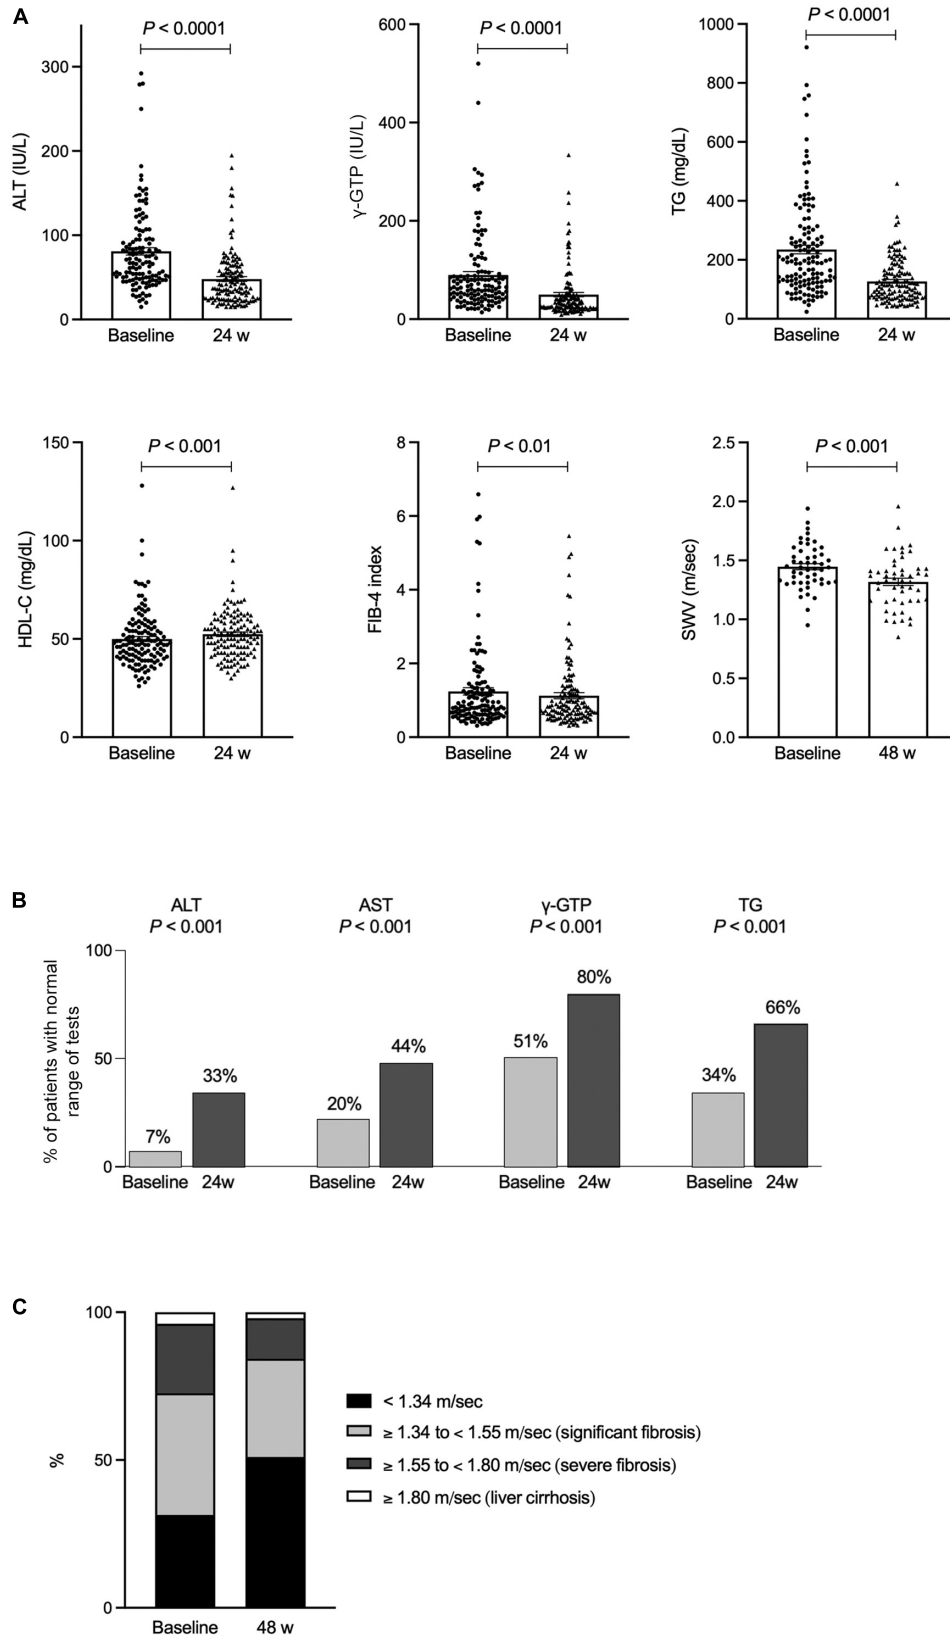 A
P < 0.0001
ALT (IU/L)
300
200
100
0
Baseline
24 w
P < 0.0001
γ-GTP (IU/L)
600
400
200
0
Baseline
24 w
P < 0.0001
TG (mg/dL)
1000
800
600
400
200
0
Baseline
24 w
P < 0.001
HDL-C (mg/dL)
150
100
50
0
Baseline
24 w
P < 0.01
FIB-4 index
8
6
4
2
0
Baseline
24 w
P < 0.001
SWV (m/sec)
2.5
2.0
1.5
1.0
0.5
0.0
Baseline
48 w
B
% of patients with normal
range of tests
100
50
0
ALT
P < 0.001
7%
33%
Baseline
24w
AST
P < 0.001
20%
44%
Baseline
24w
γ-GTP
P < 0.001
51%
80%
Baseline
24w
TG
P < 0.001
34%
66%
Baseline
24w
C
%
100
50
0
Baseline
48 w
< 1.34 m/sec
≥ 1.34 to < 1.55 m/sec (significant fibrosis)
≥ 1.55 to < 1.80 m/sec (severe fibrosis)
≥ 1.80 m/sec (liver cirrhosis)